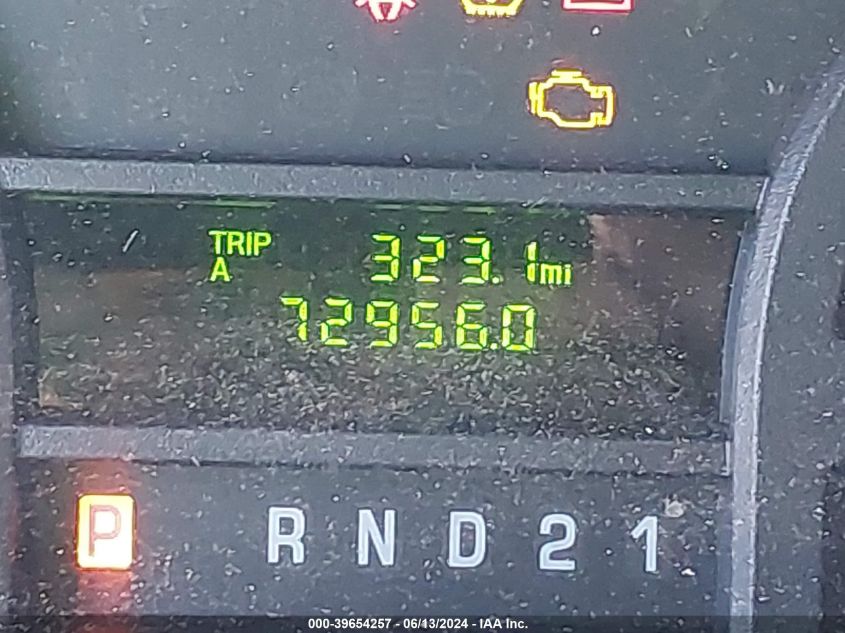 TRIP
A 323.1mi
72956.0
P R N D 2 1
000-39654257 - 06/13/2024 - IAA Inc.